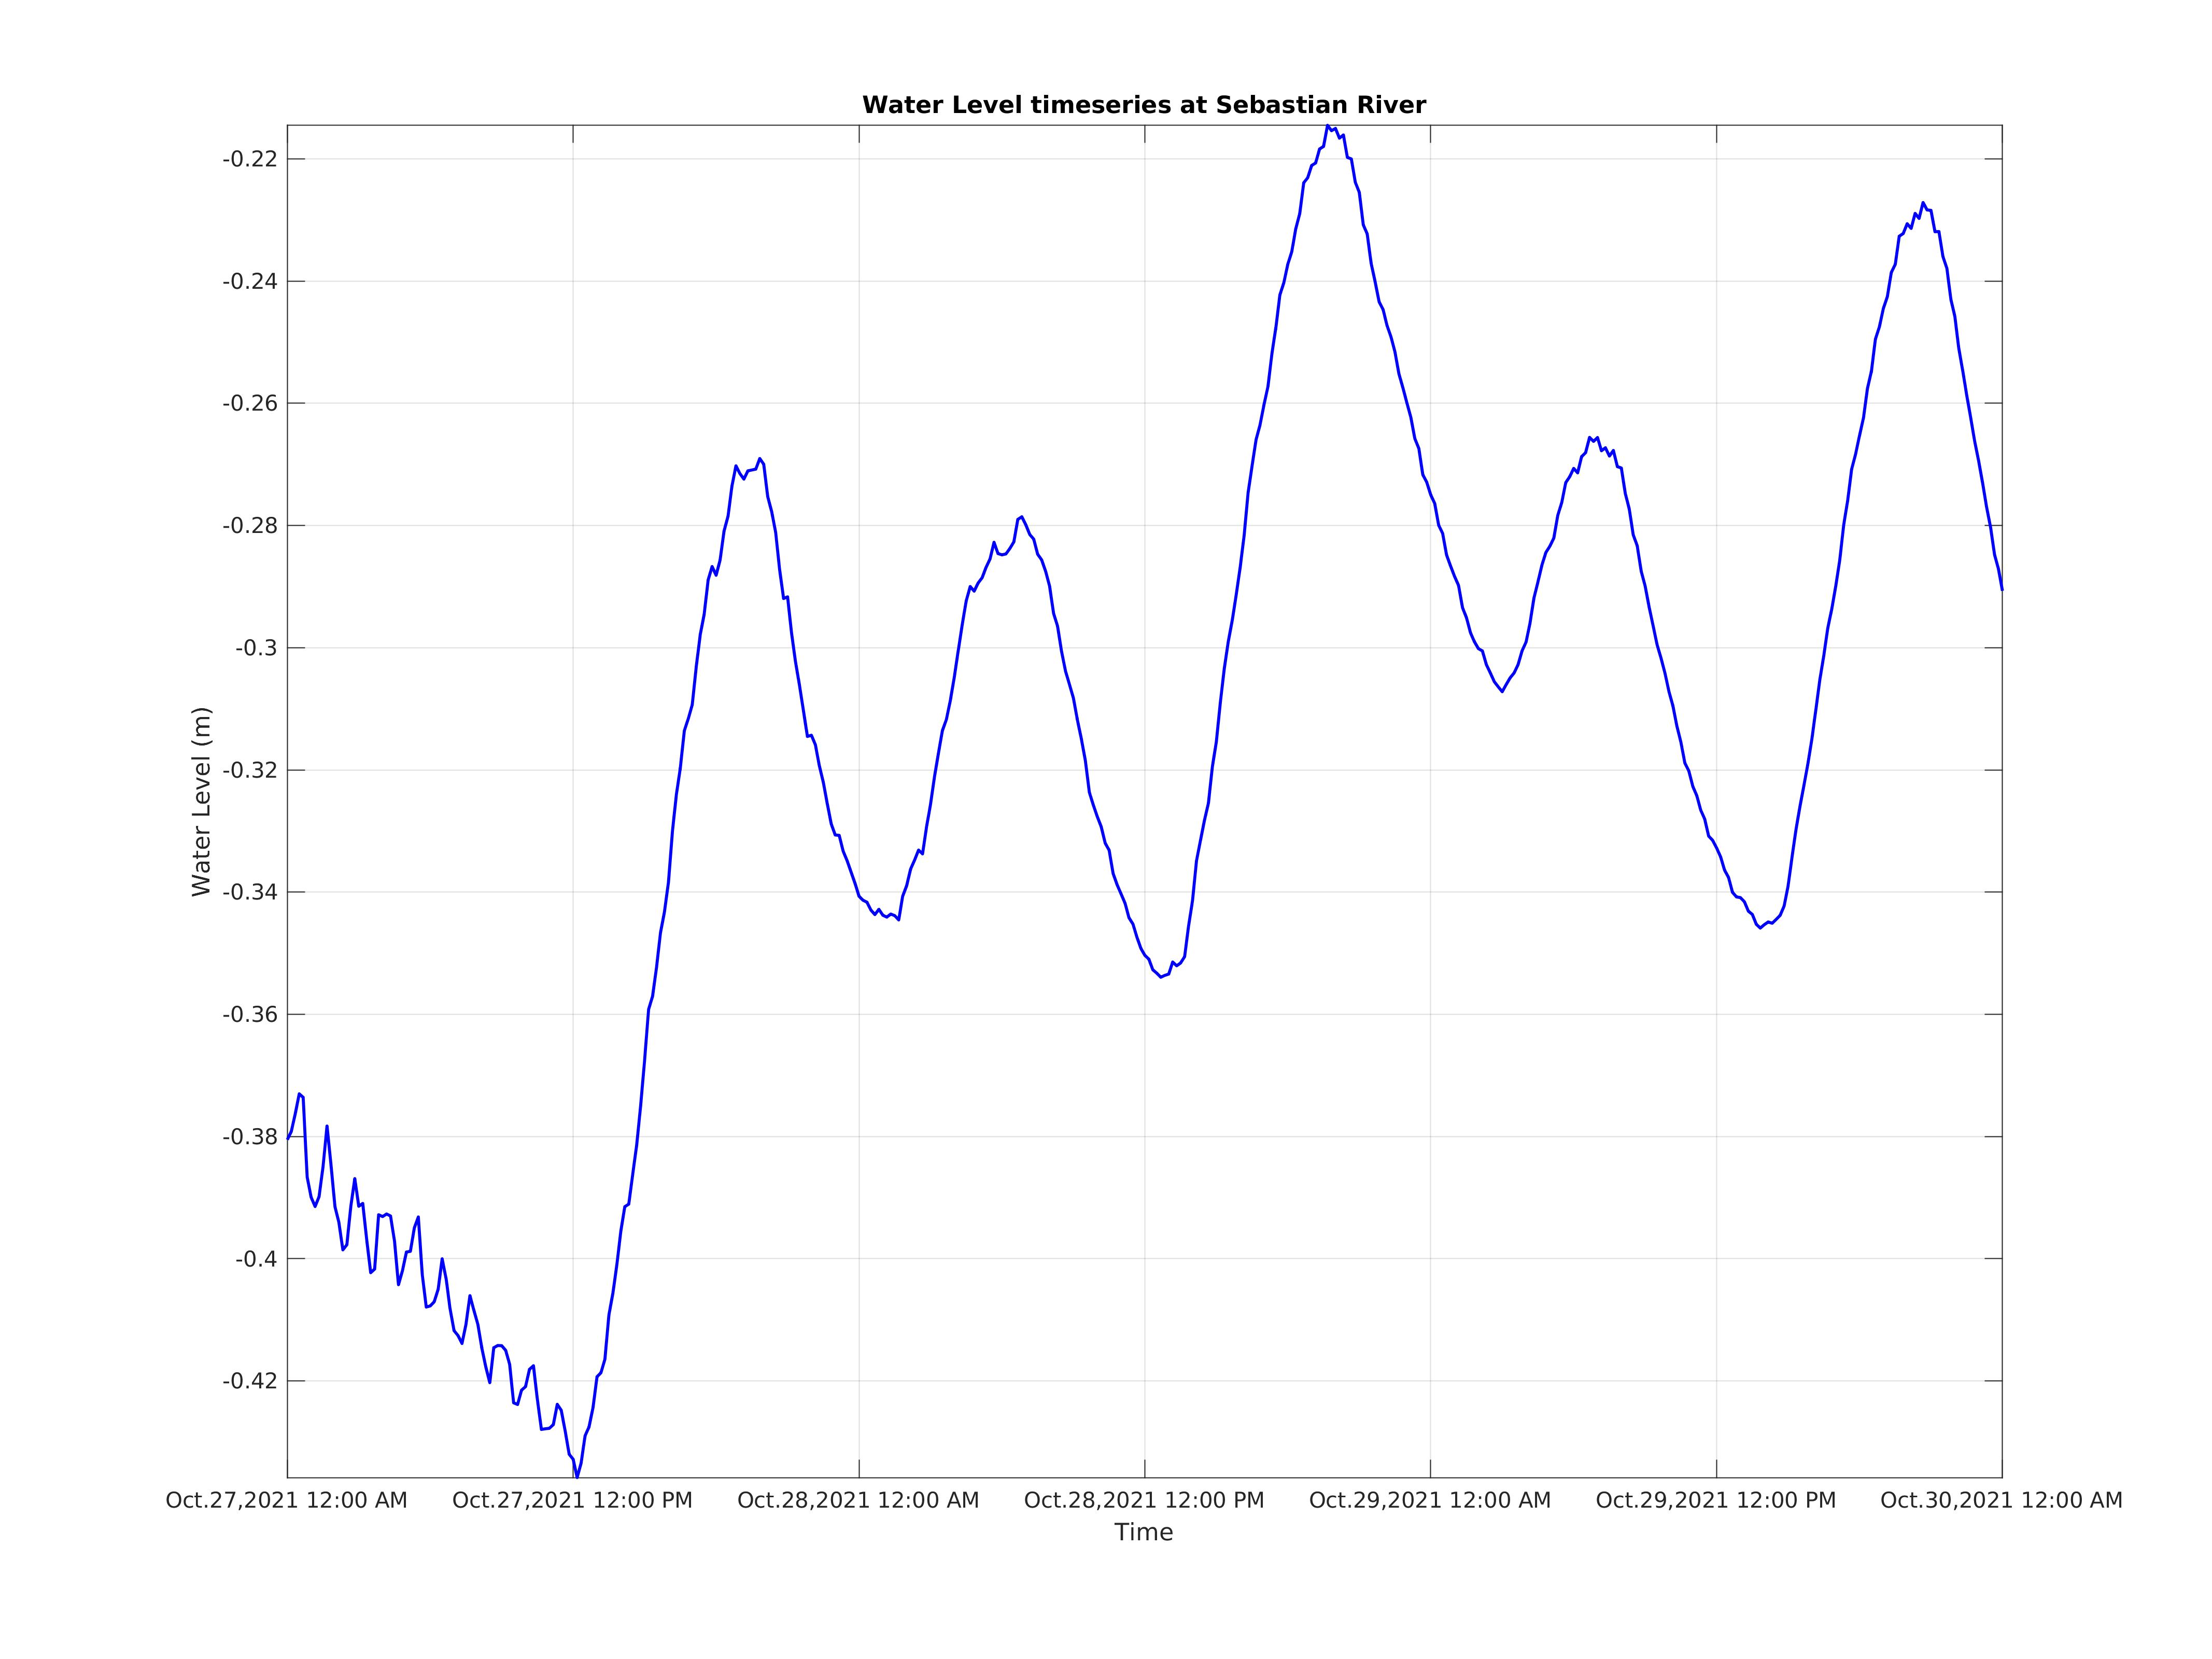 Water Level timeseries at Sebastian River
-0.22
-0.24
-0.26
-0.28
-0.3
-0.32
-0.34
-0.36
-0.38
-0.4
-0.42
Water Level (m)
Oct.27,2021 12:00 AM Oct.27,2021 12:00 PM Oct.28,2021 12:00 AM Oct.28,2021 12:00 PM Oct.29,2021 12:00 AM Oct.29,2021 12:00 PM Oct.30,2021 12:00 AM
Time